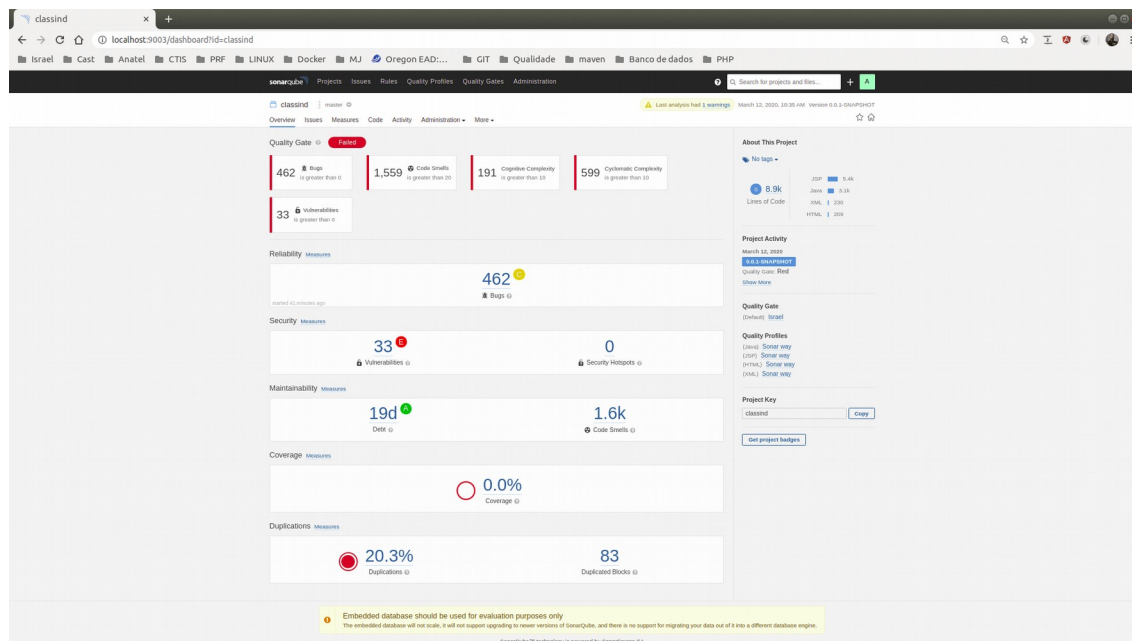 classind
localhost:9003/dashboard?id=classind
Israel Cast Anatel CTIS PRF LINUX Docker MJ Oregon EAD:... GIT Qualidade maven Banco de dados PHP
sonarqube Projects Issues Rules Quality Profiles Quality Gates Administration Search for projects and files... A
classind master Last analysis had 1 warnings March 12, 2020, 10:35 AM Version 0.0.1-SNAPSHOT
Overview Issues Measures Code Activity Administration More
Quality Gate Failed
462 Bugs
is greater than 0
1,559 Code Smells
is greater than 20
191 Cognitive Complexity
is greater than 10
599 Cyclomatic Complexity
is greater than 10
33 Vulnerabilities
is greater than 0
Reliability Measures
462 C
Bugs
started 41 minutes ago
Security Measures
33 E
Vulnerabilities
0
Security Hotspots
Maintainability Measures
19d A
Debt
1.6k
Code Smells
Coverage Measures
0.0%
Coverage
Duplications Measures
20.3%
Duplications
83
Duplicated Blocks
About This Project
No tags
8.9k
Lines of Code
JSP 5.4k
Java 3.1k
XML 230
HTML 209
Project Activity
March 12, 2020
0.0.1-SNAPSHOT
Quality Gate: Red
Show More
Quality Gate
(Default) Israel
Quality Profiles
(Java) Sonar way
(JSP) Sonar way
(HTML) Sonar way
(XML) Sonar way
Project Key
classind Copy
Get project badges
Embedded database should be used for evaluation purposes only
The embedded database will not scale, it will not support upgrading to newer versions of SonarQube, and there is no support for migrating your data out of it into a different database engine.